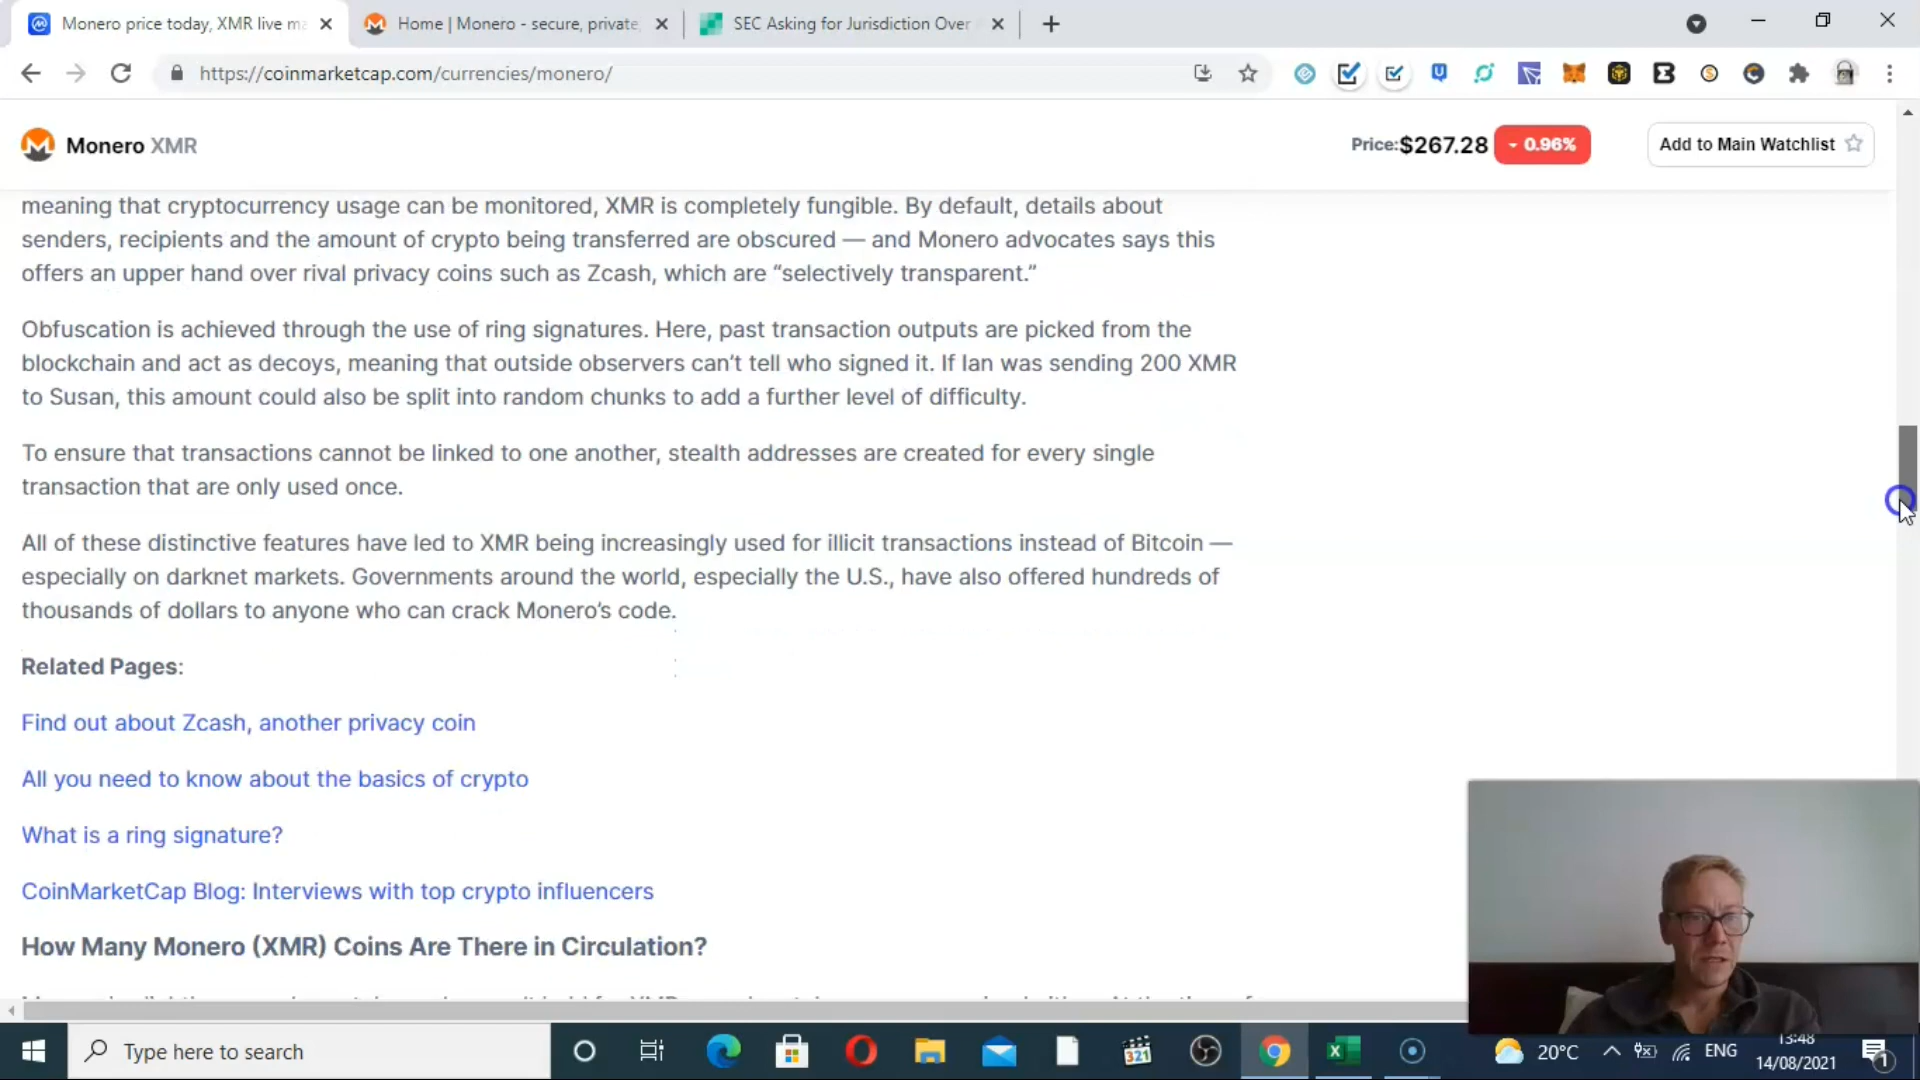 Monero price today, XMR live ma
Home | Monero - secure, private,
SEC Asking for Jurisdiction Over
https://coinmarketcap.com/currencies/monero/
Monero XMR
Price:$267.28
0.96%
Add to Main Watchlist
meaning that cryptocurrency usage can be monitored, XMR is completely fungible. By default, details about
senders, recipients and the amount of crypto being transferred are obscured — and Monero advocates says this
offers an upper hand over rival privacy coins such as Zcash, which are “selectively transparent.”
Obfuscation is achieved through the use of ring signatures. Here, past transaction outputs are picked from the
blockchain and act as decoys, meaning that outside observers can’t tell who signed it. If Ian was sending 200 XMR
to Susan, this amount could also be split into random chunks to add a further level of difficulty.
To ensure that transactions cannot be linked to one another, stealth addresses are created for every single
transaction that are only used once.
All of these distinctive features have led to XMR being increasingly used for illicit transactions instead of Bitcoin —
especially on darknet markets. Governments around the world, especially the U.S., have also offered hundreds of
thousands of dollars to anyone who can crack Monero’s code.
Related Pages:
Find out about Zcash, another privacy coin
All you need to know about the basics of crypto
What is a ring signature?
CoinMarketCap Blog: Interviews with top crypto influencers
How Many Monero (XMR) Coins Are There in Circulation?
Type here to search
321
20°C
ENG
13:48
14/08/2021
1